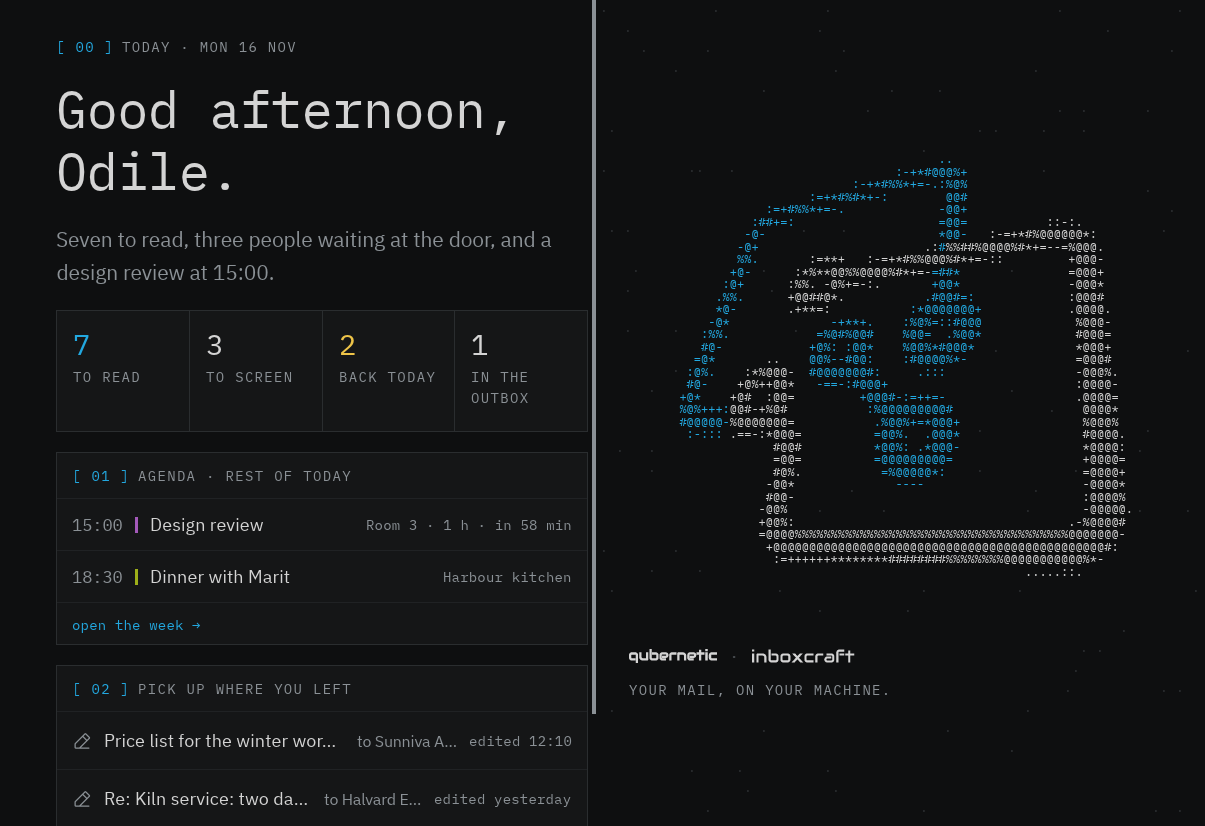 [ 00 ] TODAY · MON 16 NOV
Good afternoon,
Odile.
Seven to read, three people waiting at the door, and a
design review at 15:00.
7
TO READ
3
TO SCREEN
2
BACK TODAY
1
IN THE
OUTBOX
[ 01 ] AGENDA · REST OF TODAY
15:00 Design review Room 3 · 1 h · in 58 min
18:30 Dinner with Marit Harbour kitchen
open the week →
[ 02 ] PICK UP WHERE YOU LEFT
Price list for the winter wor... to Sunniva A... edited 12:10
Re: Kiln service: two da... to Halvard E... edited yesterday
qubernetic · inboxcraft
YOUR MAIL, ON YOUR MACHINE.